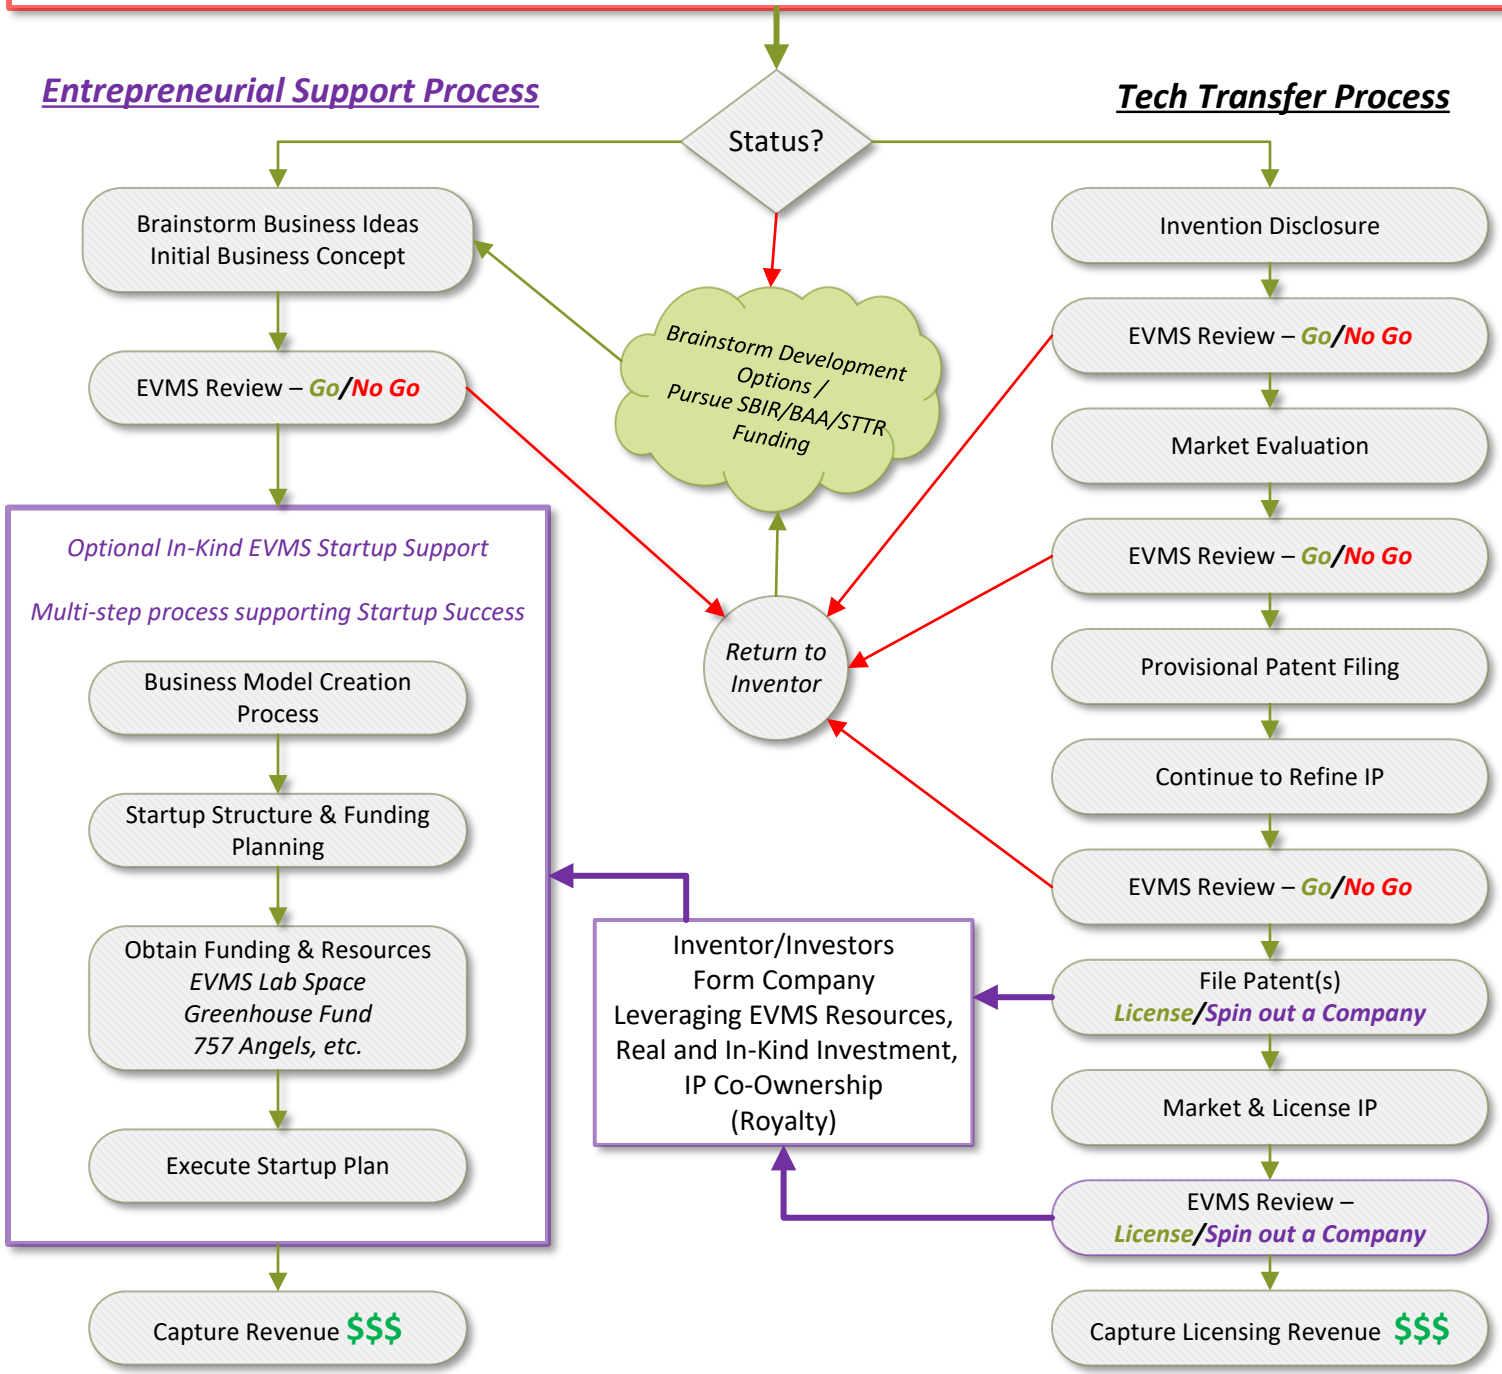 Entrepreneurial Support Process
Tech Transfer Process
Status?
Brainstorm Business Ideas
Initial Business Concept
EVMS Review – Go/No Go
Optional In-Kind EVMS Startup Support
Multi-step process supporting Startup Success
Business Model Creation
Process
Startup Structure & Funding
Planning
Obtain Funding & Resources
EVMS Lab Space
Greenhouse Fund
757 Angels, etc.
Execute Startup Plan
Capture Revenue $$$
Brainstorm Development
Options /
Pursue SBIR/BAA/STTR
Funding
Return to
Inventor
Inventor/Investors
Form Company
Leveraging EVMS Resources,
Real and In-Kind Investment,
IP Co-Ownership
(Royalty)
Invention Disclosure
EVMS Review – Go/No Go
Market Evaluation
EVMS Review – Go/No Go
Provisional Patent Filing
Continue to Refine IP
EVMS Review – Go/No Go
File Patent(s)
License/Spin out a Company
Market & License IP
EVMS Review –
License/Spin out a Company
Capture Licensing Revenue $$$